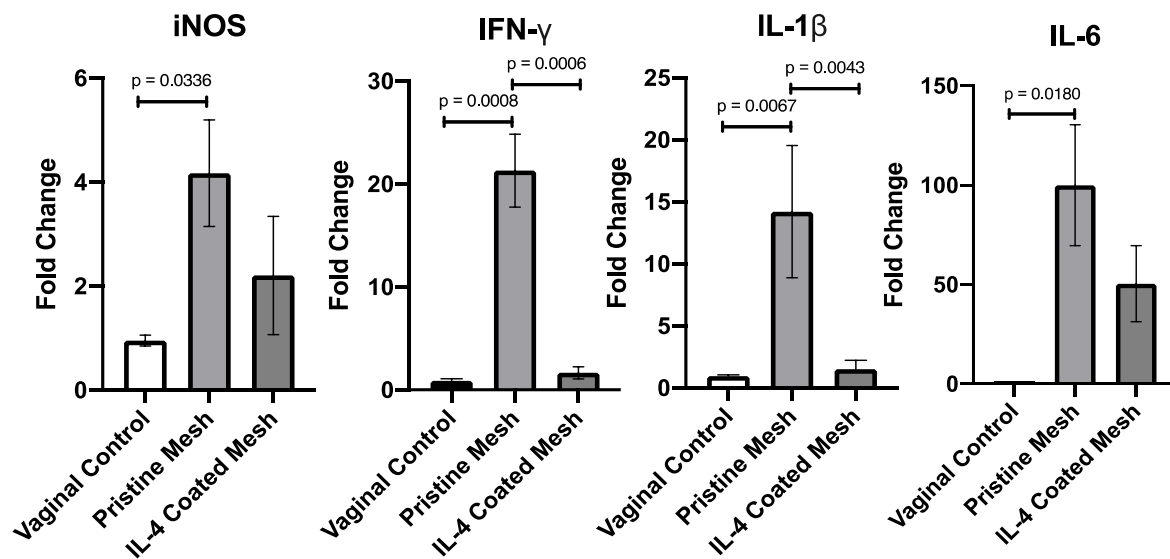 iNOS
p = 0.0336
6
4
2
0
Fold Change
Vaginal Control
Pristine Mesh
IL-4 Coated Mesh
IFN-γ
p = 0.0006
p = 0.0008
30
20
10
0
Fold Change
Vaginal Control
Pristine Mesh
IL-4 Coated Mesh
IL-1β
p = 0.0043
p = 0.0067
25
20
15
10
5
0
Fold Change
Vaginal Control
Pristine Mesh
IL-4 Coated Mesh
IL-6
p = 0.0180
150
100
50
0
Fold Change
Vaginal Control
Pristine Mesh
IL-4 Coated Mesh